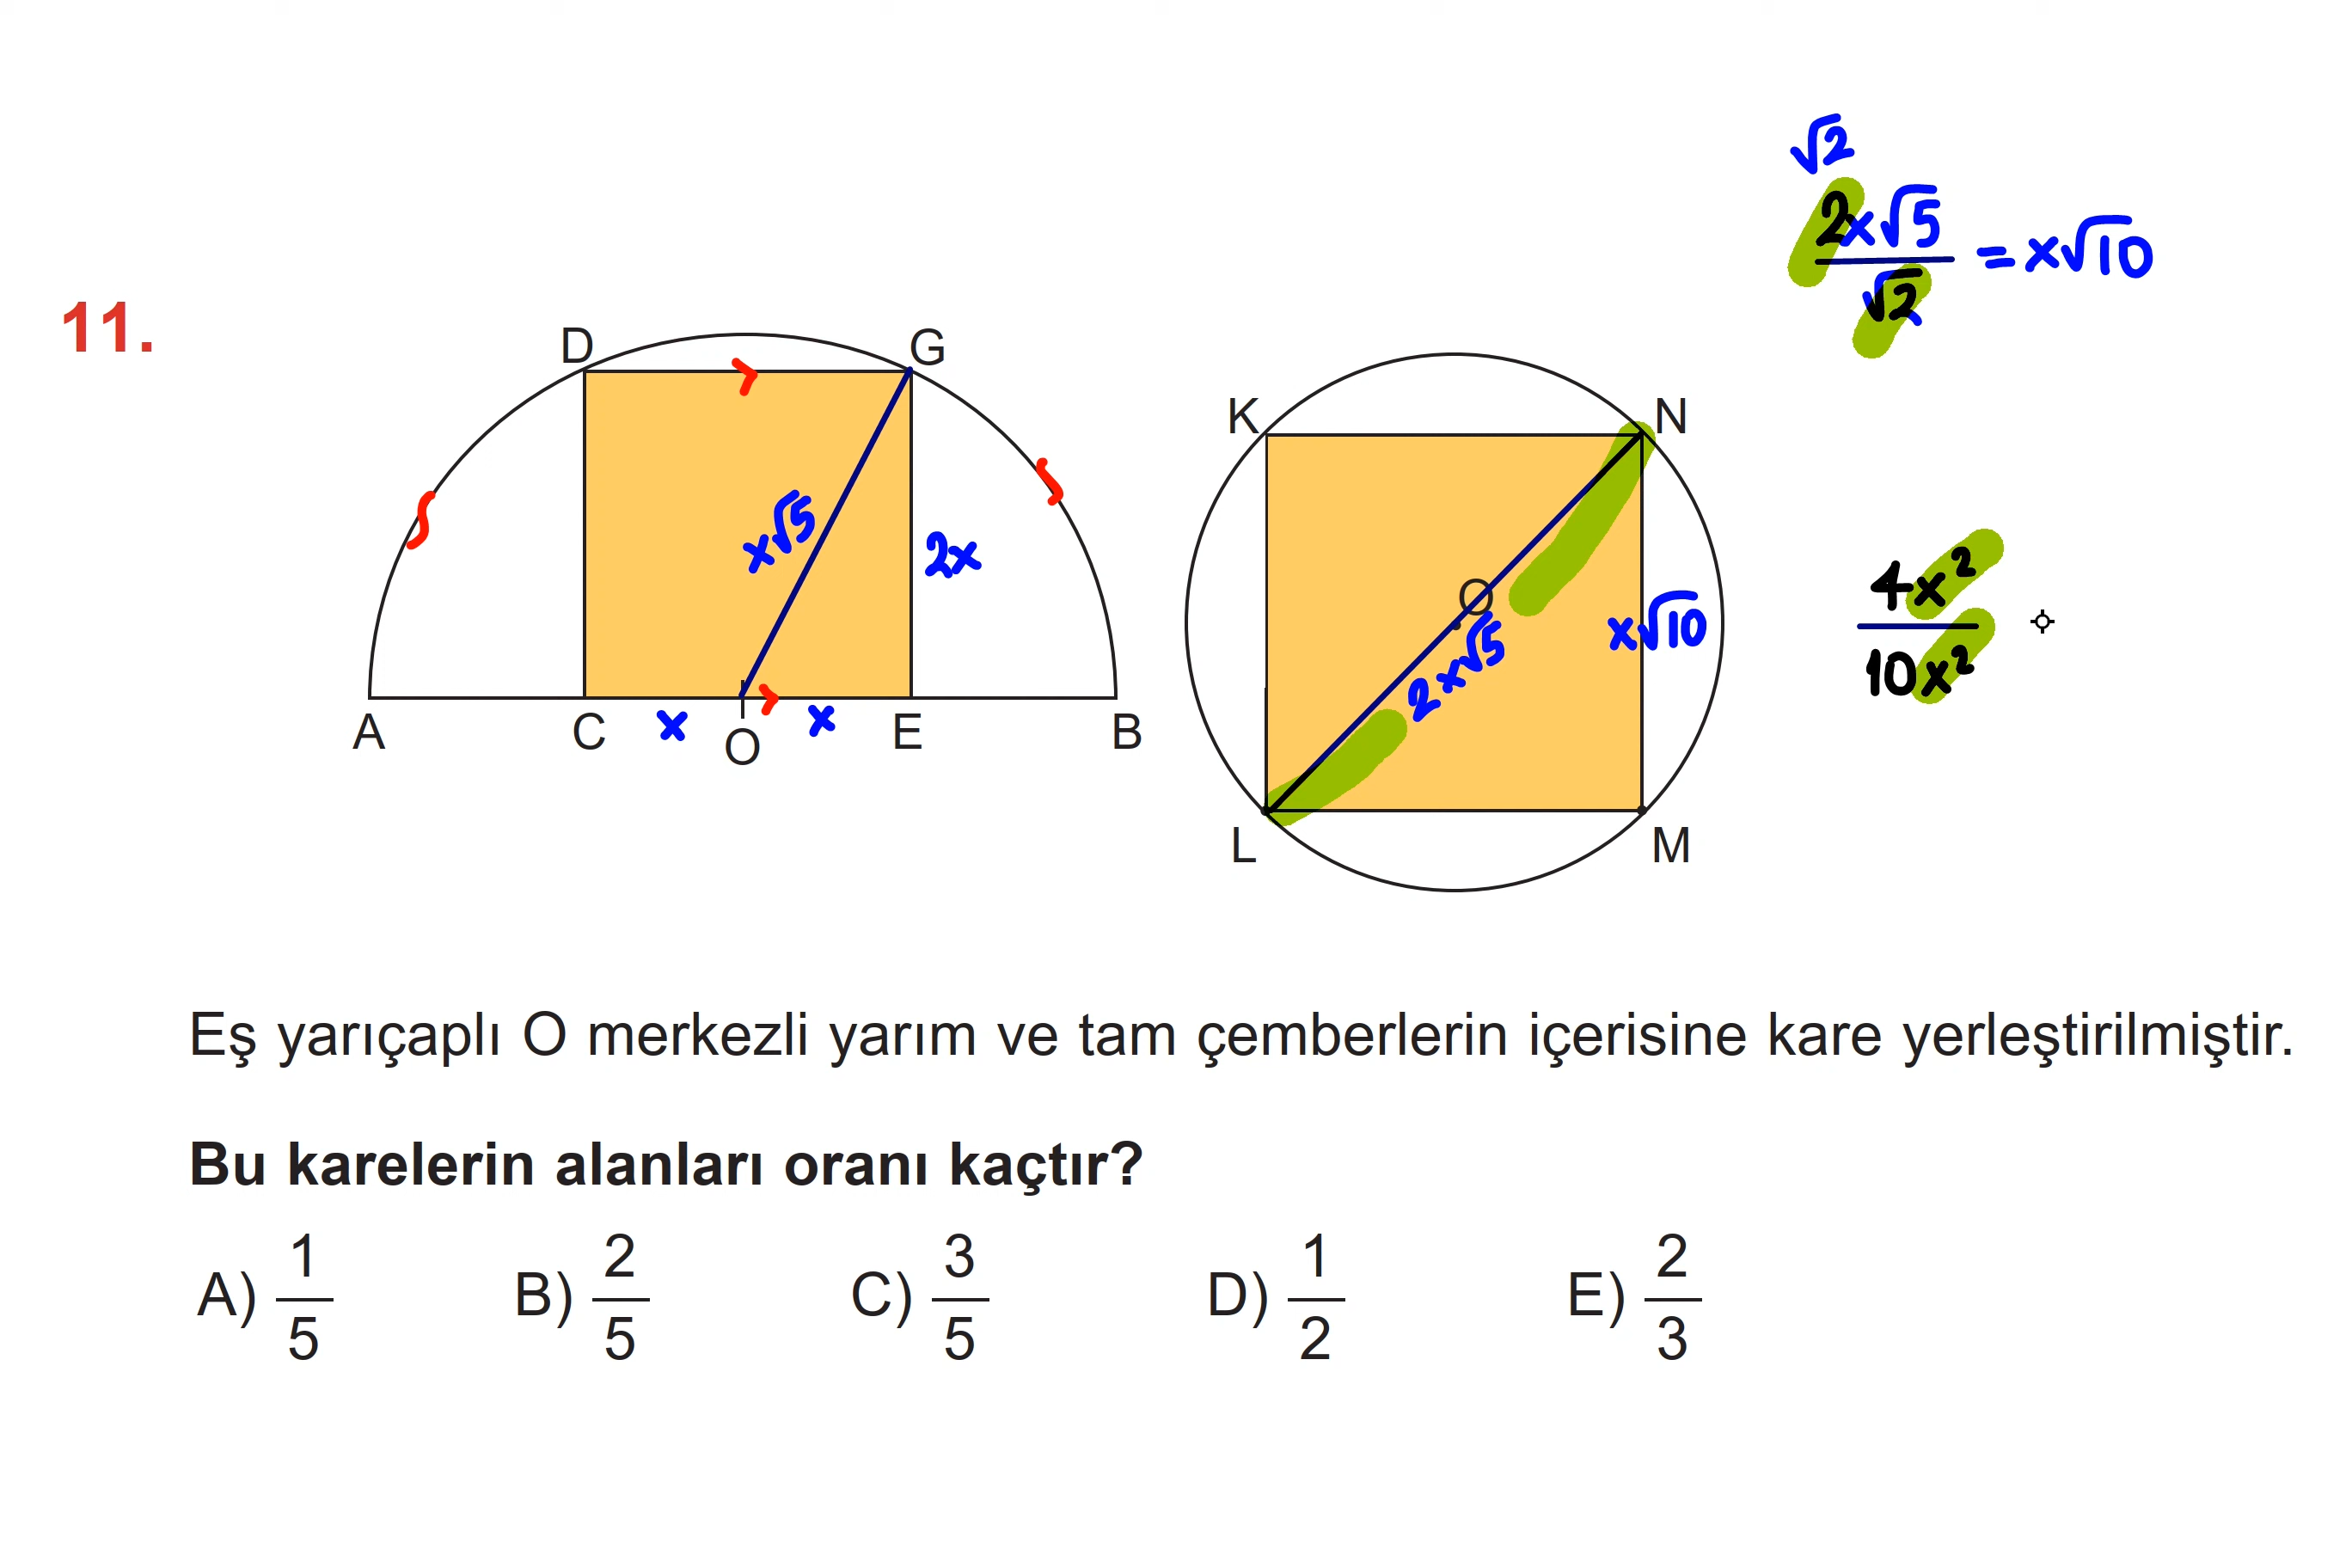 11.
√2
2x√5
√2
= x√10
D
G
x√5
2x
A
C
x
O
x
E
B
K
N
O
2x√5
x√10
L
M
4x²
10x²
Eş yarıçaplı O merkezli yarım ve tam çemberlerin içerisine kare yerleştirilmiştir.
Bu karelerin alanları oranı kaçtır?
A) 1/5 B) 2/5 C) 3/5 D) 1/2 E) 2/3